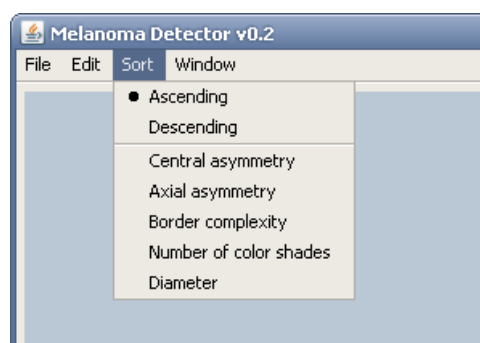 Melanoma Detector v0.2
File Edit Sort Window
Ascending
Descending
Central asymmetry
Axial asymmetry
Border complexity
Number of color shades
Diameter